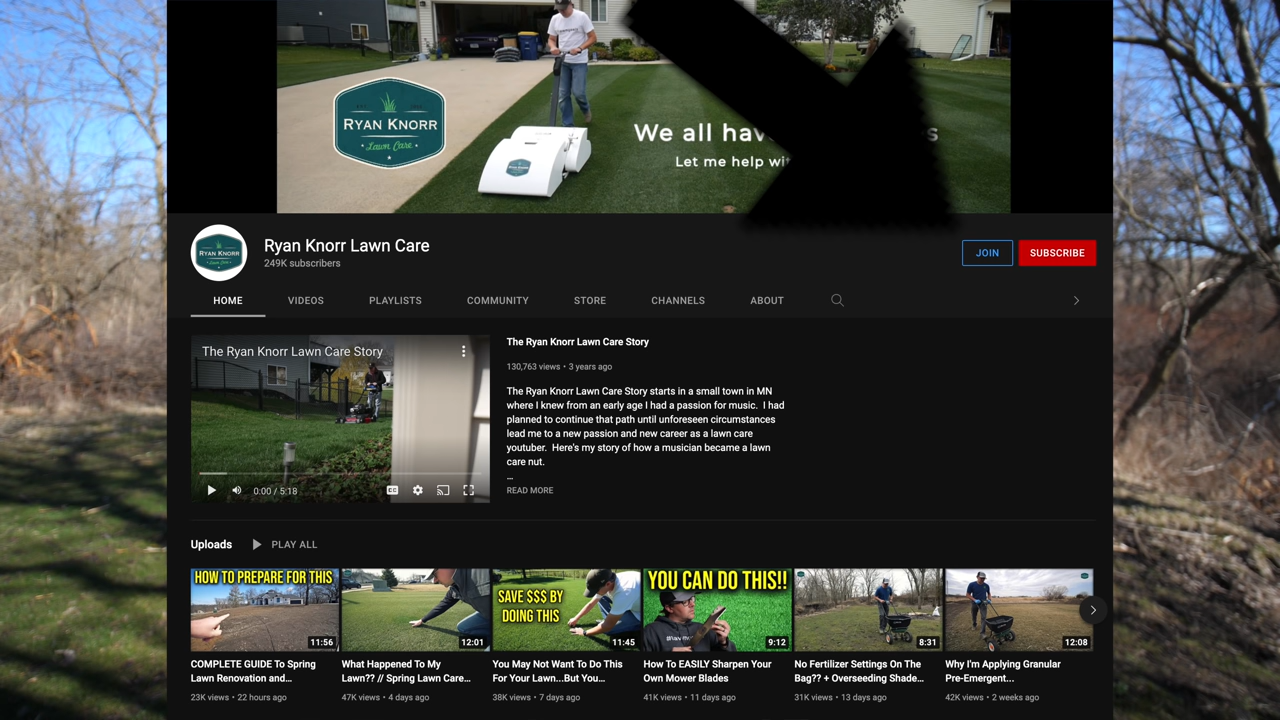 RYAN KNORR
Lawn Care
We all hav
Let me help wit
RYAN KNORR
Lawn Care
Ryan Knorr Lawn Care
249K subscribers
JOIN
SUBSCRIBE
HOME
VIDEOS
PLAYLISTS
COMMUNITY
STORE
CHANNELS
ABOUT
The Ryan Knorr Lawn Care Story
0:00 / 5:18
The Ryan Knorr Lawn Care Story
130,763 views • 3 years ago
The Ryan Knorr Lawn Care Story starts in a small town in MN
where I knew from an early age I had a passion for music. I had
planned to continue that path until unforeseen circumstances
lead me to a new passion and new career as a lawn care
youtuber. Here's my story of how a musician became a lawn
care nut.
...
READ MORE
Uploads
PLAY ALL
HOW TO PREPARE FOR THIS
11:56
COMPLETE GUIDE To Spring
Lawn Renovation and...
23K views • 22 hours ago
12:01
What Happened To My
Lawn?? // Spring Lawn Care...
47K views • 4 days ago
SAVE $$$ BY
DOING THIS
11:45
You May Not Want To Do This
For Your Lawn...But You...
38K views • 7 days ago
YOU CAN DO THIS!!
9:12
How To EASILY Sharpen Your
Own Mower Blades
41K views • 11 days ago
8:31
No Fertilizer Settings On The
Bag?? + Overseeding Shade...
31K views • 13 days ago
12:08
Why I'm Applying Granular
Pre-Emergent...
42K views • 2 weeks ago